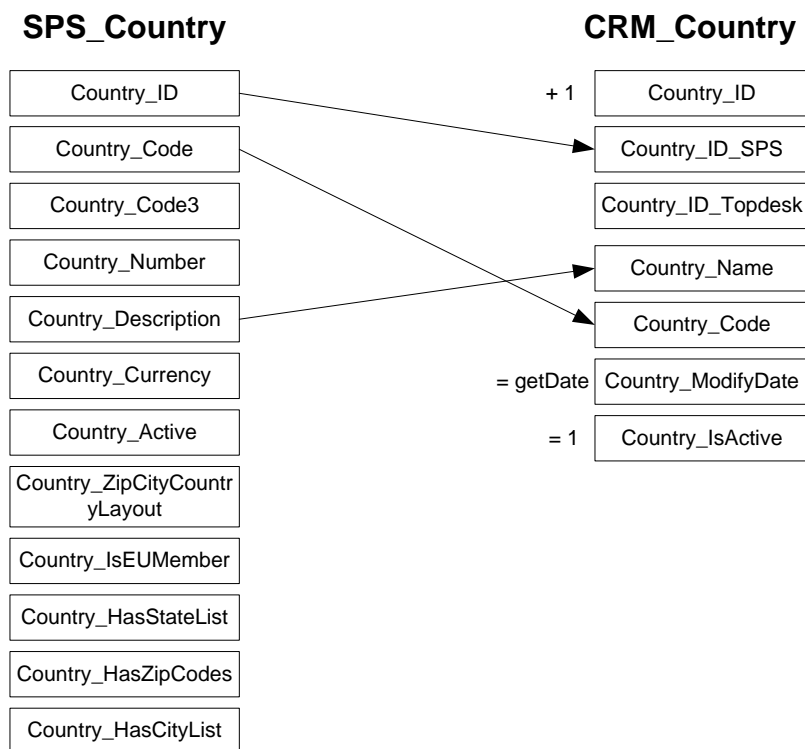 SPS_Country
CRM_Country
Country_ID
+ 1
Country_ID
Country_Code
Country_ID_SPS
Country_Code3
Country_ID_Topdesk
Country_Number
Country_Name
Country_Description
Country_Code
Country_Currency
= getDate
Country_ModifyDate
Country_Active
= 1
Country_IsActive
Country_ZipCityCountr
yLayout
Country_IsEUMember
Country_HasStateList
Country_HasZipCodes
Country_HasCityList